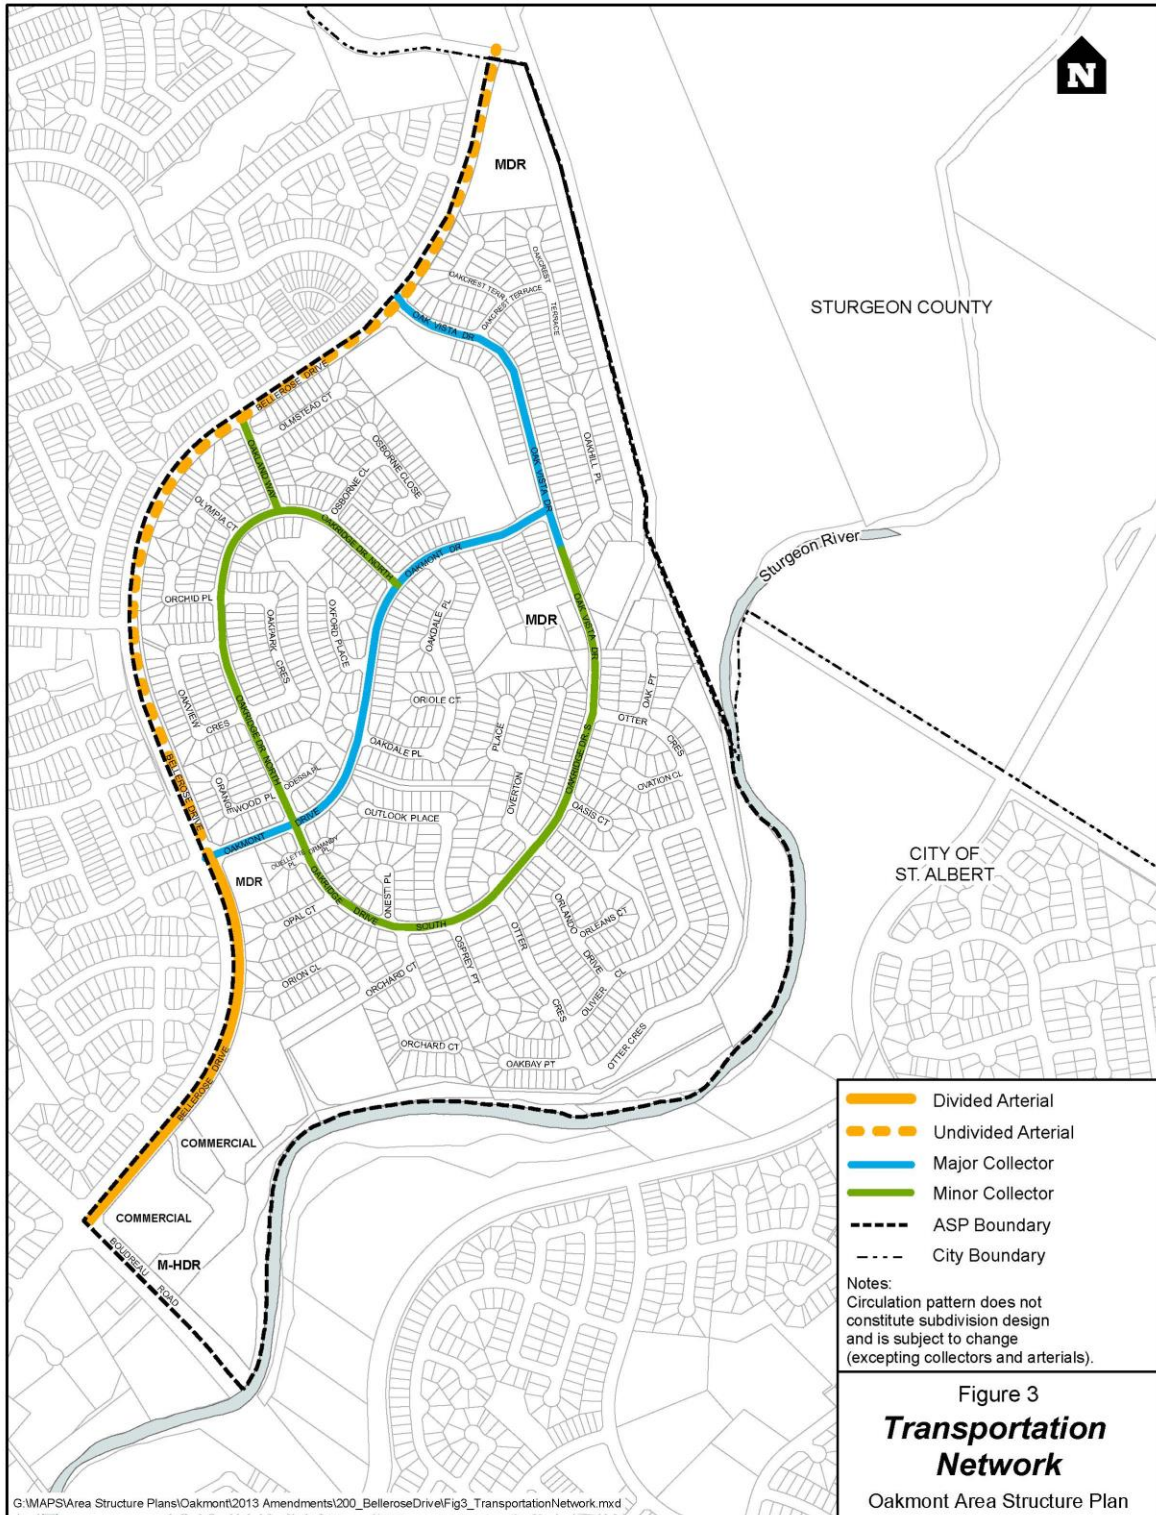 N
MDR
STURGEON COUNTY
OAKCREST TERR
OAKCREST TERRACE
OAKCREST
TERRACE
OAK VISTA DR
BELLEROSE DRIVE
OLMSTEAD CT
OSBORNE CLOSE
OSBORNE CL
OAKLAND WAY
OAKHILL PL
OAK VISTA DR
OLYMPIA CT
OAKRIDGE DR. NORTH
OAKMONT DR
Sturgeon River
ORCHID PL
OAKPARK
CRES
OXFORD PLACE
OAKDALE PL
MDR
OAK VISTA DR
OAK PT
OAKVIEW
CRES
ORIOLE CT
OTTER
CRES
OAKRIDGE DR. NORTH
OAKDALE PL
PLACE
OVERTON
OAKRIDGE DR. S
OVATION CL
BELLEROSE DRIVE
ORANGE
WOOD PL
ODESSA PL
OUTLOOK PLACE
OASIS CT
OAKMONT DRIVE
OUELLETTE
PL
ORMANDY
PL
CITY OF
ST. ALBERT
MDR
OAKRIDGE DRIVE SOUTH
ONESTI PL
OPAL CT
ORLANDO
DRIVE
ORLEANS CT
OTTER
CRES
OSPREY PT
ORION CL
ORCHARD CT
OLIVIER CL
ORCHARD CT
OAKBAY PT
OTTER CRES
BELLEROSE DRIVE
COMMERCIAL
COMMERCIAL
BOUDREAU ROAD
M-HDR
Divided Arterial
Undivided Arterial
Major Collector
Minor Collector
ASP Boundary
City Boundary
Notes:
Circulation pattern does not
constitute subdivision design
and is subject to change
(excepting collectors and arterials).
Figure 3
Transportation
Network
Oakmont Area Structure Plan
G:\MAPS\Area Structure Plans\Oakmont\2013 Amendments\200_BelleroseDrive\Fig3_TransportationNetwork.mxd